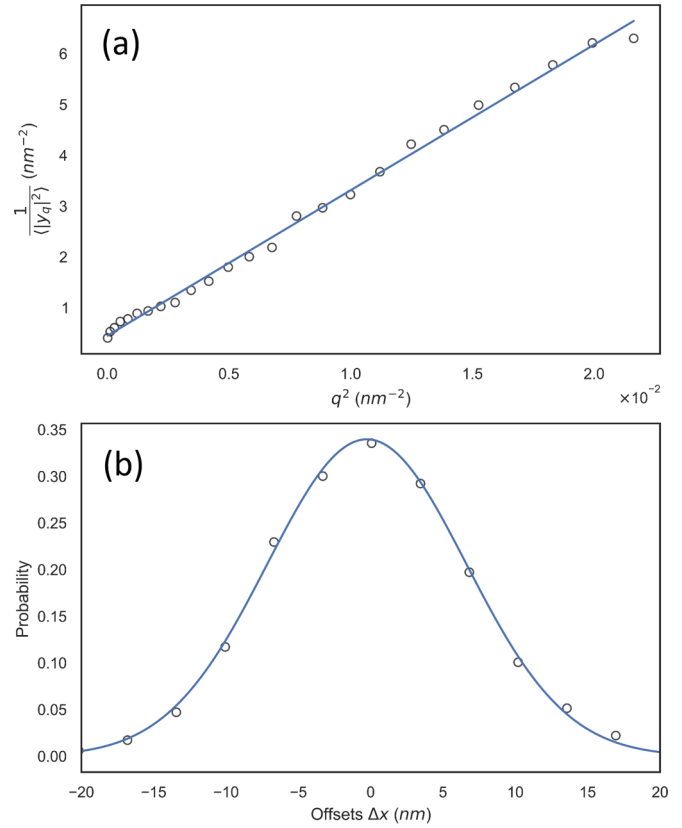 (a)
6
5
4
3
2
1
1/⟨|y_q|²⟩ (nm⁻²)
0.0 0.5 1.0 1.5 2.0
q² (nm⁻²) ×10⁻²
(b)
0.35
0.30
0.25
0.20
0.15
0.10
0.05
0.00
Probability
−20 −15 −10 −5 0 5 10 15 20
Offsets Δx (nm)